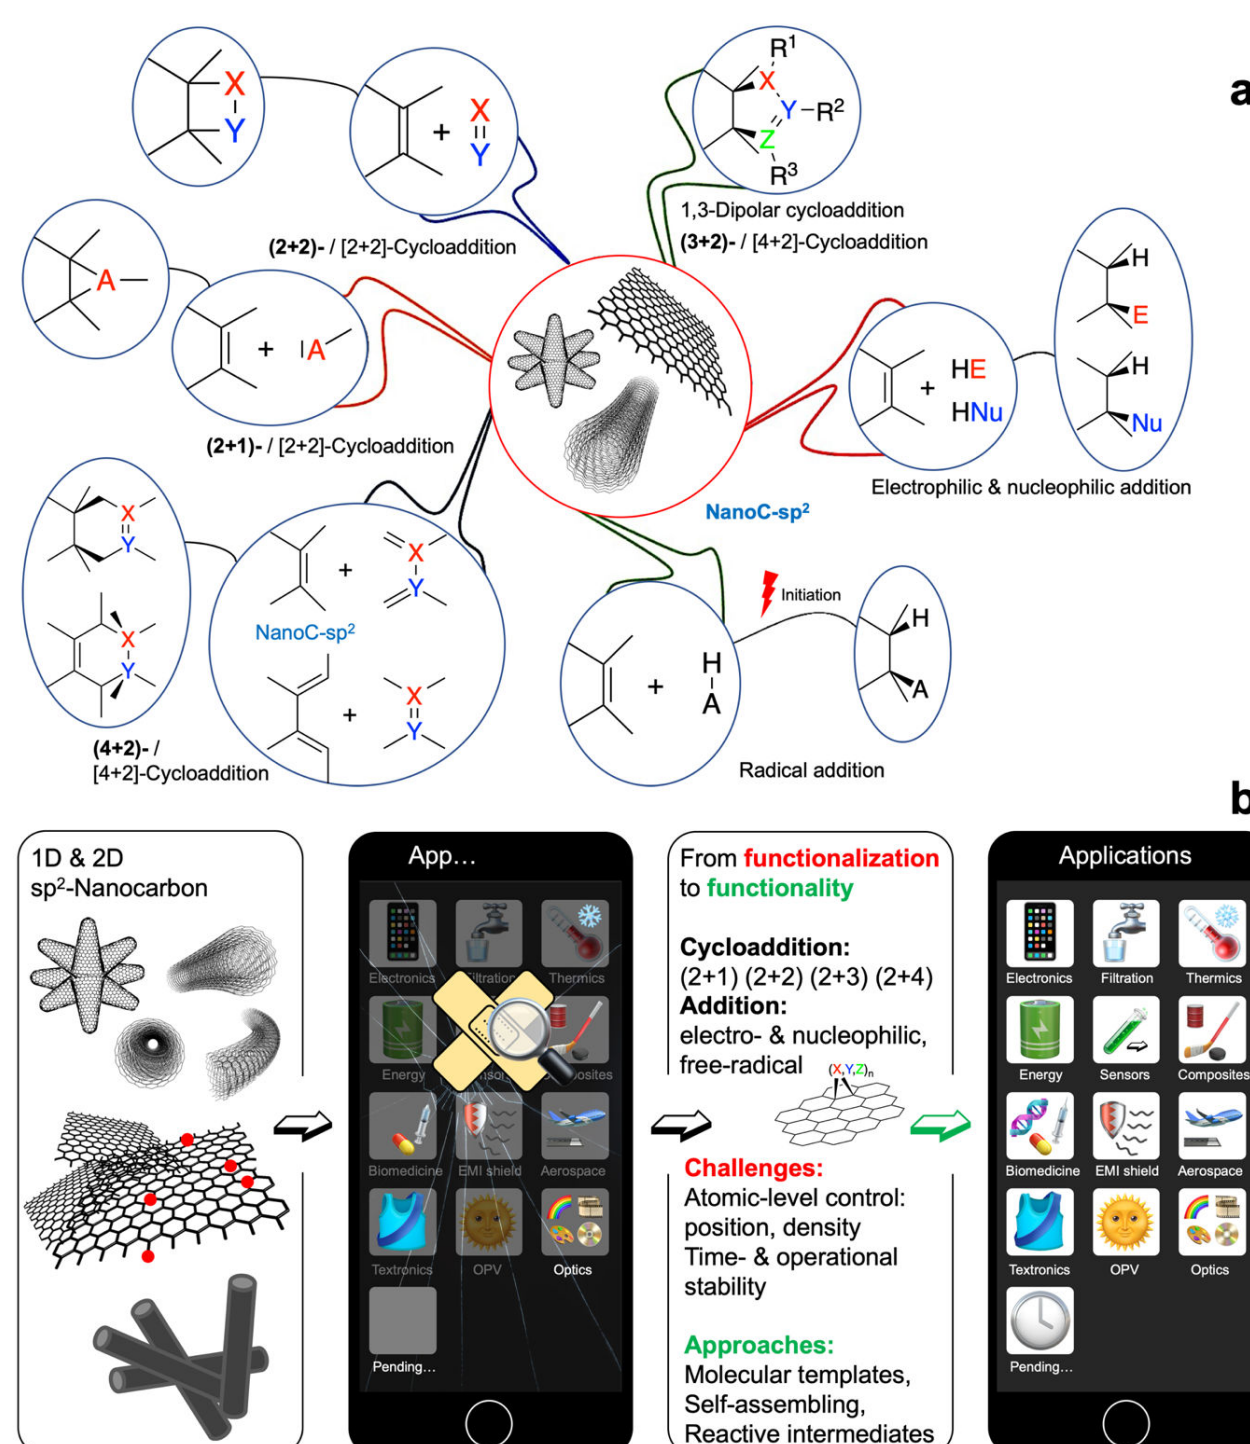 a
X
Y
+
X
Y
(2+2)- / [2+2]-Cycloaddition
R¹
X
Y
R²
Z
R³
1,3-Dipolar cycloaddition
(3+2)- / [4+2]-Cycloaddition
A
+
A
(2+1)- / [2+2]-Cycloaddition
+
HE
HNu
H
E
H
Nu
Electrophilic & nucleophilic addition
NanoC-sp²
X
Y
X
Y
+
X
Y
NanoC-sp²
+
X
Y
(4+2)- /
[4+2]-Cycloaddition
+
H
A
Initiation
H
A
Radical addition
b
1D & 2D
sp²-Nanocarbon
App...
Electronics
Filtration
Thermics
Energy
Biomedicine
EMI shield
Aerospace
Textronics
OPV
Optics
Pending...
From functionalization
to functionality
Cycloaddition:
(2+1) (2+2) (2+3) (2+4)
Addition:
electro- & nucleophilic,
free-radical
(X,Y,Z)n
Challenges:
Atomic-level control:
position, density
Time- & operational
stability
Approaches:
Molecular templates,
Self-assembling,
Reactive intermediates
Applications
Electronics
Filtration
Thermics
Energy
Sensors
Composites
Biomedicine
EMI shield
Aerospace
Textronics
OPV
Optics
Pending...